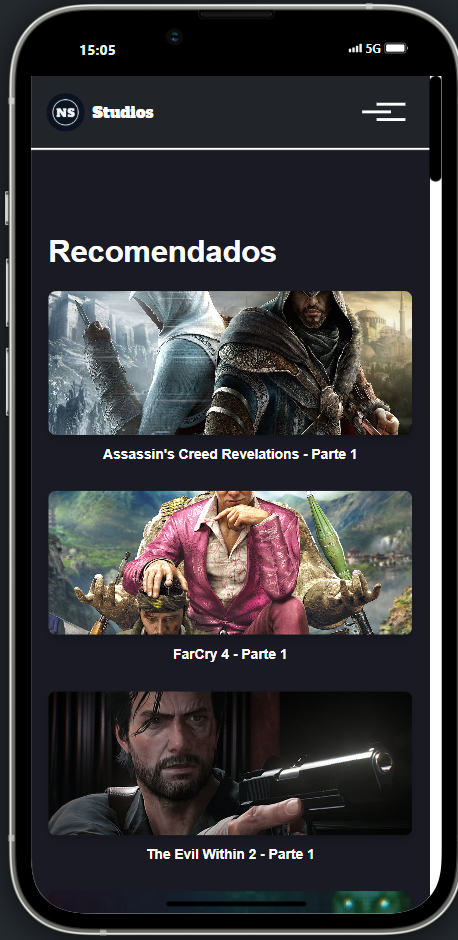 15:05
5G
NS Studios
Recomendados
Assassin's Creed Revelations - Parte 1
FarCry 4 - Parte 1
The Evil Within 2 - Parte 1